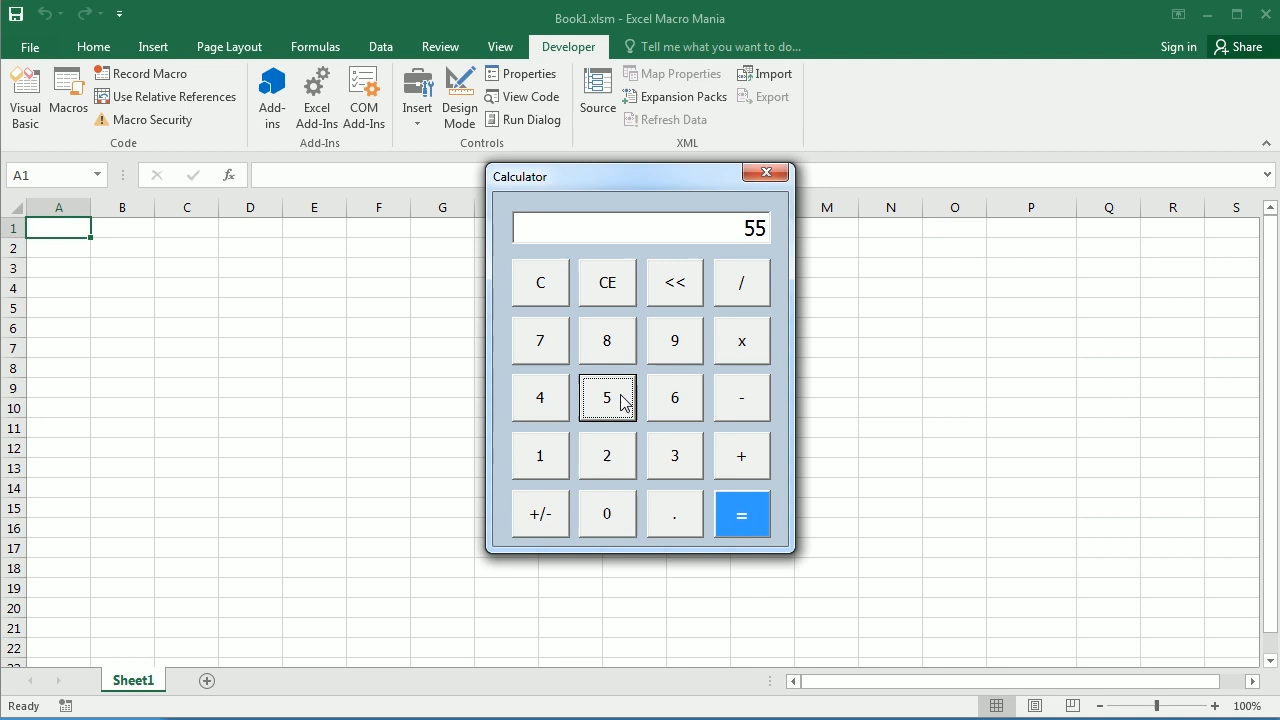 Book1.xlsm - Excel Macro Mania
File Home Insert Page Layout Formulas Data Review View Developer Tell me what you want to do... Sign in Share
Visual Basic
Macros
Record Macro
Use Relative References
Macro Security
Code
Add-ins
Excel Add-Ins
COM Add-Ins
Add-Ins
Insert
Design Mode
Properties
View Code
Run Dialog
Controls
Source
Map Properties
Expansion Packs
Refresh Data
Import
Export
XML
A1 fx
A B C D E F G M N O P Q R S
1
2
3
4
5
6
7
8
9
10
11
12
13
14
15
16
17
18
19
20
21
22
23
Calculator
55
C CE << /
7 8 9 x
4 5 6 -
1 2 3 +
+/- 0 . =
Sheet1
Ready 100%